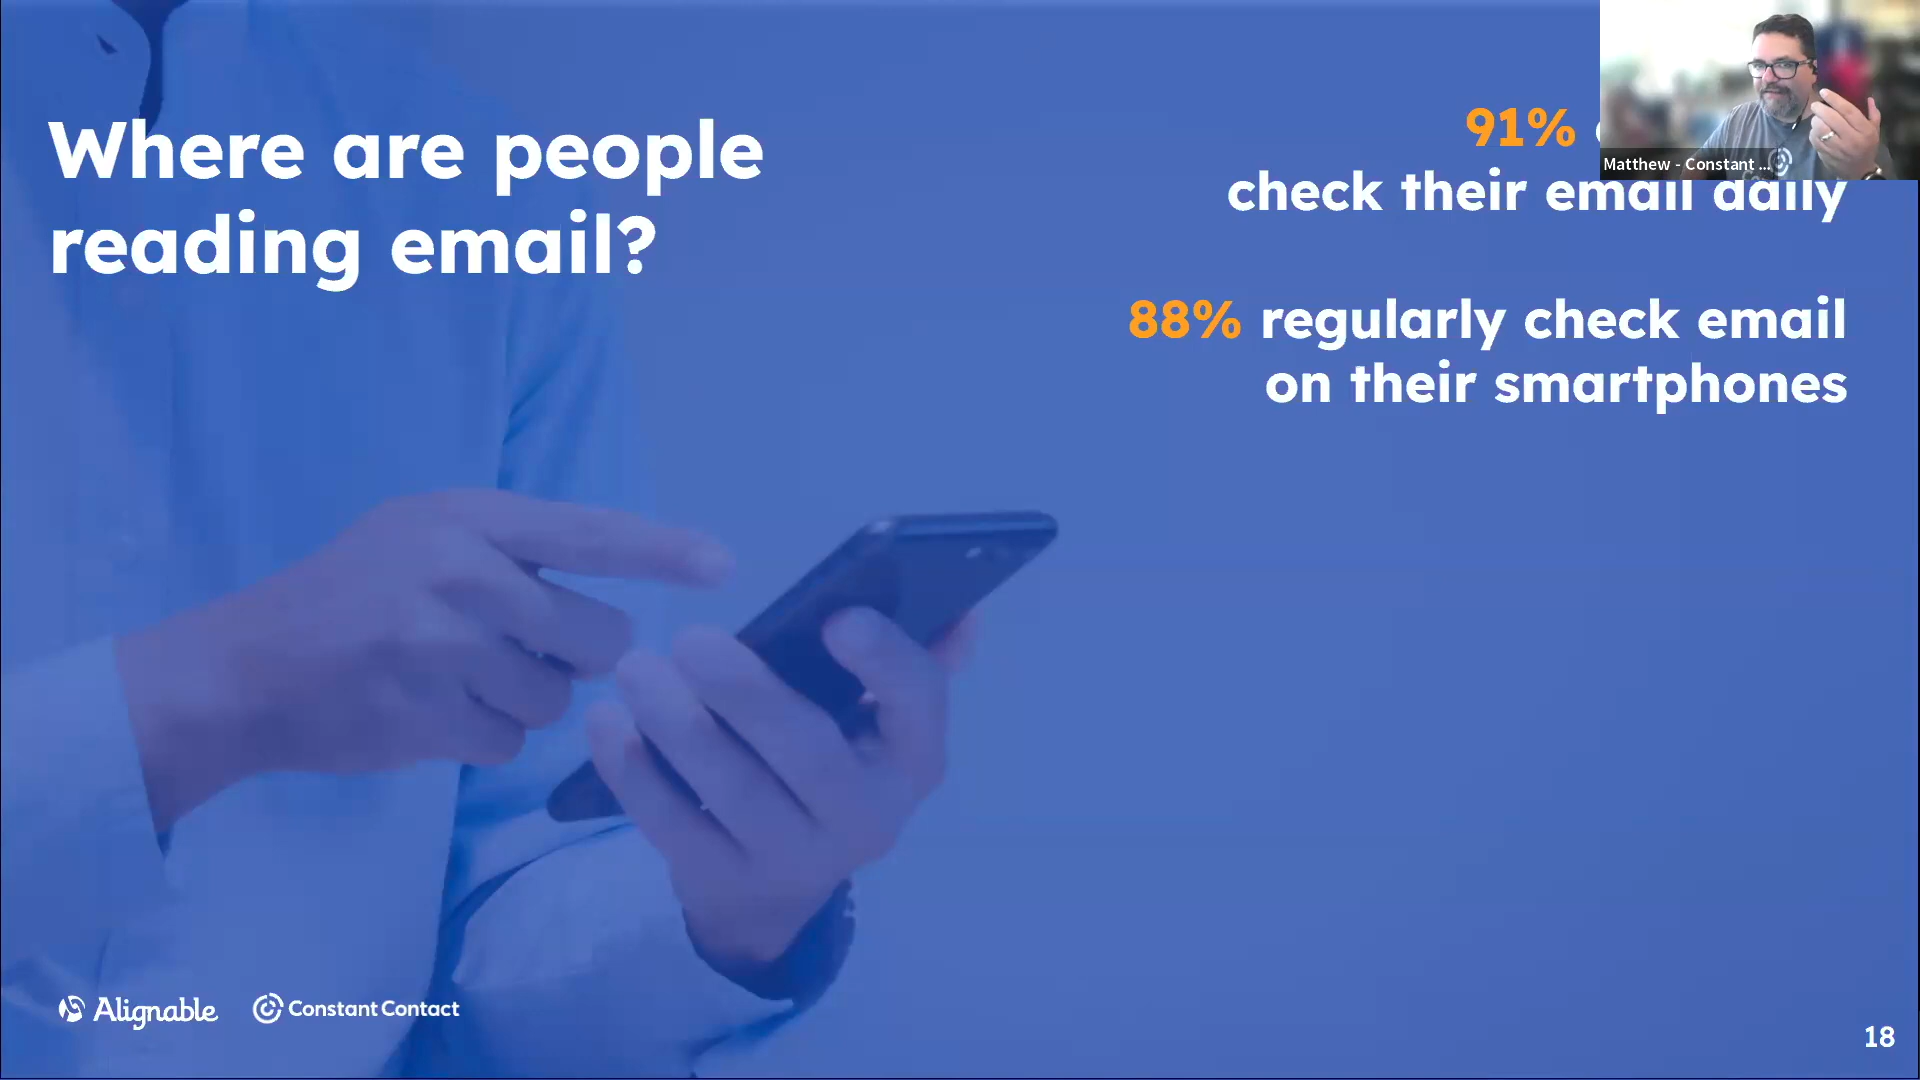 Where are people
reading email?
91%
check their email daily
88% regularly check email
on their smartphones
Matthew - Constant ...
Alignable
Constant Contact
18